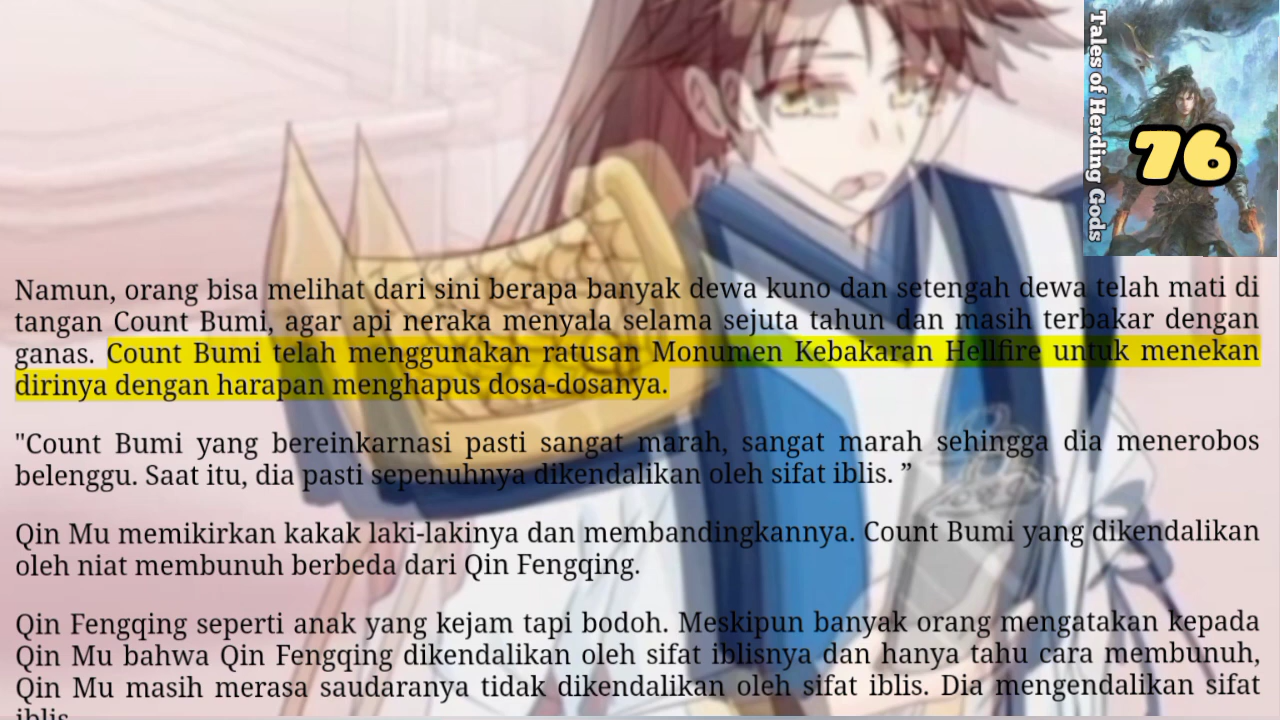 Tales of Herding Gods
76
Namun, orang bisa melihat dari sini berapa banyak dewa kuno dan setengah dewa telah mati di
tangan Count Bumi, agar api neraka menyala selama sejuta tahun dan masih terbakar dengan
ganas. Count Bumi telah menggunakan ratusan Monumen Kebakaran Hellfire untuk menekan
dirinya dengan harapan menghapus dosa-dosanya.
"Count Bumi yang bereinkarnasi pasti sangat marah, sangat marah sehingga dia menerobos
belenggu. Saat itu, dia pasti sepenuhnya dikendalikan oleh sifat iblis. ”
Qin Mu memikirkan kakak laki-lakinya dan membandingkannya. Count Bumi yang dikendalikan
oleh niat membunuh berbeda dari Qin Fengqing.
Qin Fengqing seperti anak yang kejam tapi bodoh. Meskipun banyak orang mengatakan kepada
Qin Mu bahwa Qin Fengqing dikendalikan oleh sifat iblisnya dan hanya tahu cara membunuh,
Qin Mu masih merasa saudaranya tidak dikendalikan oleh sifat iblis. Dia mengendalikan sifat
iblis.